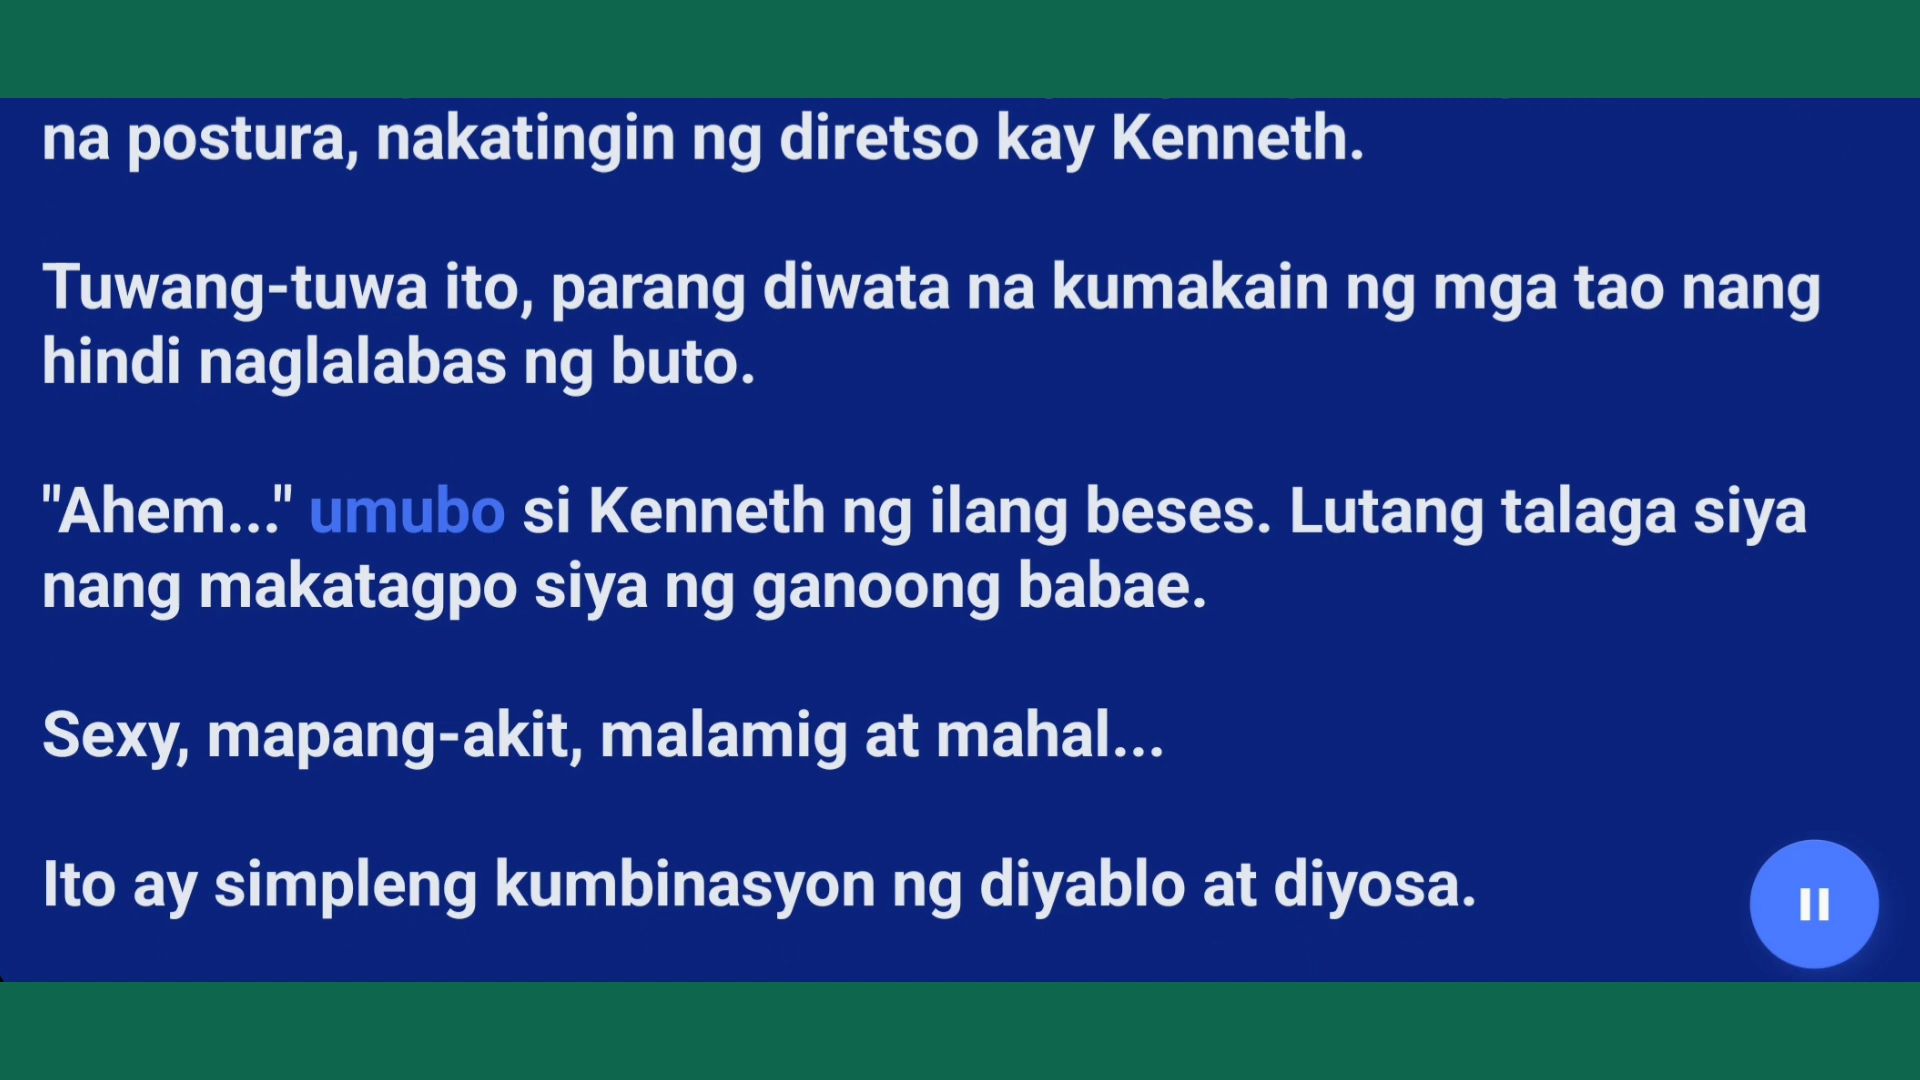 na postura, nakatingin ng diretso kay Kenneth.
Tuwang-tuwa ito, parang diwata na kumakain ng mga tao nang
hindi naglalabas ng buto.
"Ahem..." umubo si Kenneth ng ilang beses. Lutang talaga siya
nang makatagpo siya ng ganoong babae.
Sexy, mapang-akit, malamig at mahal...
Ito ay simpleng kumbinasyon ng diyablo at diyosa.